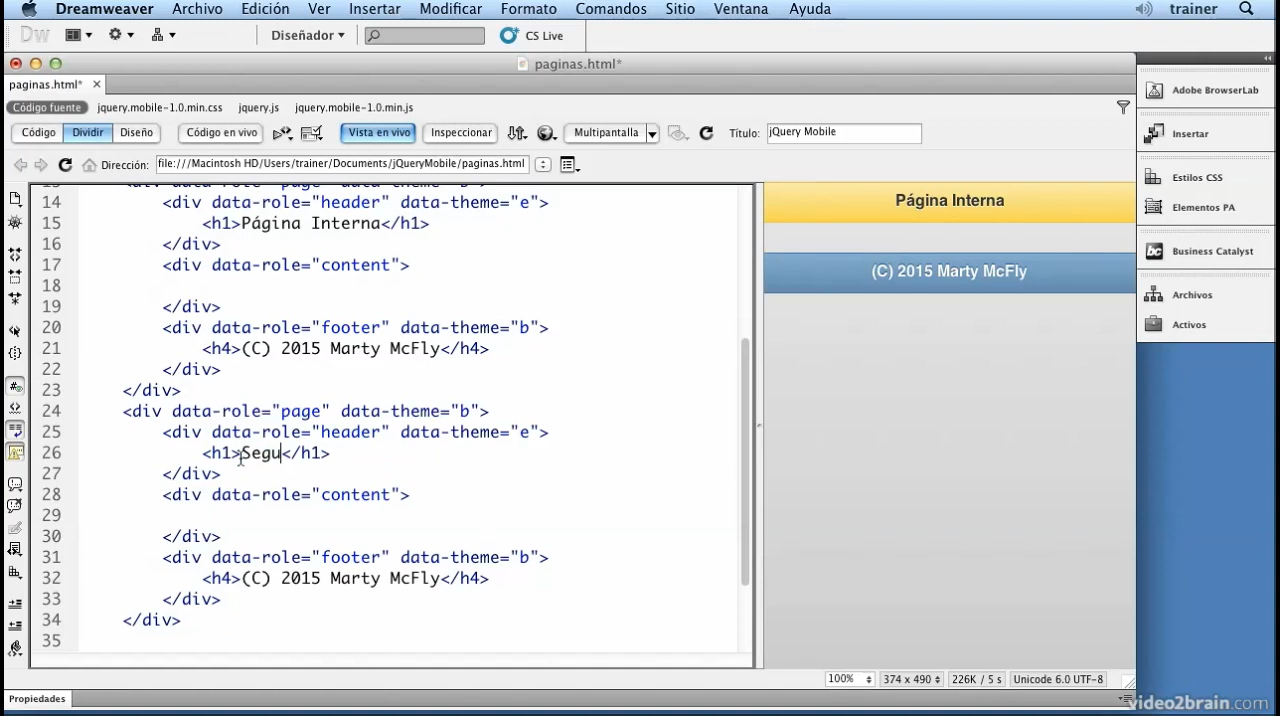 Dreamweaver Archivo Edición Ver Insertar Modificar Formato Comandos Sitio Ventana Ayuda trainer
Dw Diseñador CS Live
paginas.html*
paginas.html*
Código fuente jquery.mobile-1.0.min.css jquery.js jquery.mobile-1.0.min.js
Código Dividir Diseño Código en vivo Vista en vivo Inspeccionar Multipantalla Título: jQuery Mobile
Dirección: file:///Macintosh HD/Users/trainer/Documents/jQueryMobile/paginas.html
13 <div data-role="page" data-theme="b">
14 <div data-role="header" data-theme="e">
15 <h1>Página Interna</h1>
16 </div>
17 <div data-role="content">
18
19 </div>
20 <div data-role="footer" data-theme="b">
21 <h4>(C) 2015 Marty McFly</h4>
22 </div>
23 </div>
24 <div data-role="page" data-theme="b">
25 <div data-role="header" data-theme="e">
26 <h1>Segu</h1>
27 </div>
28 <div data-role="content">
29
30 </div>
31 <div data-role="footer" data-theme="b">
32 <h4>(C) 2015 Marty McFly</h4>
33 </div>
34 </div>
35
Página Interna
(C) 2015 Marty McFly
Adobe BrowserLab
Insertar
Estilos CSS
Elementos PA
bc Business Catalyst
Archivos
Activos
100% 374 x 490 226K / 5 s Unicode 6.0 UTF-8
Propiedades
video2brain.com